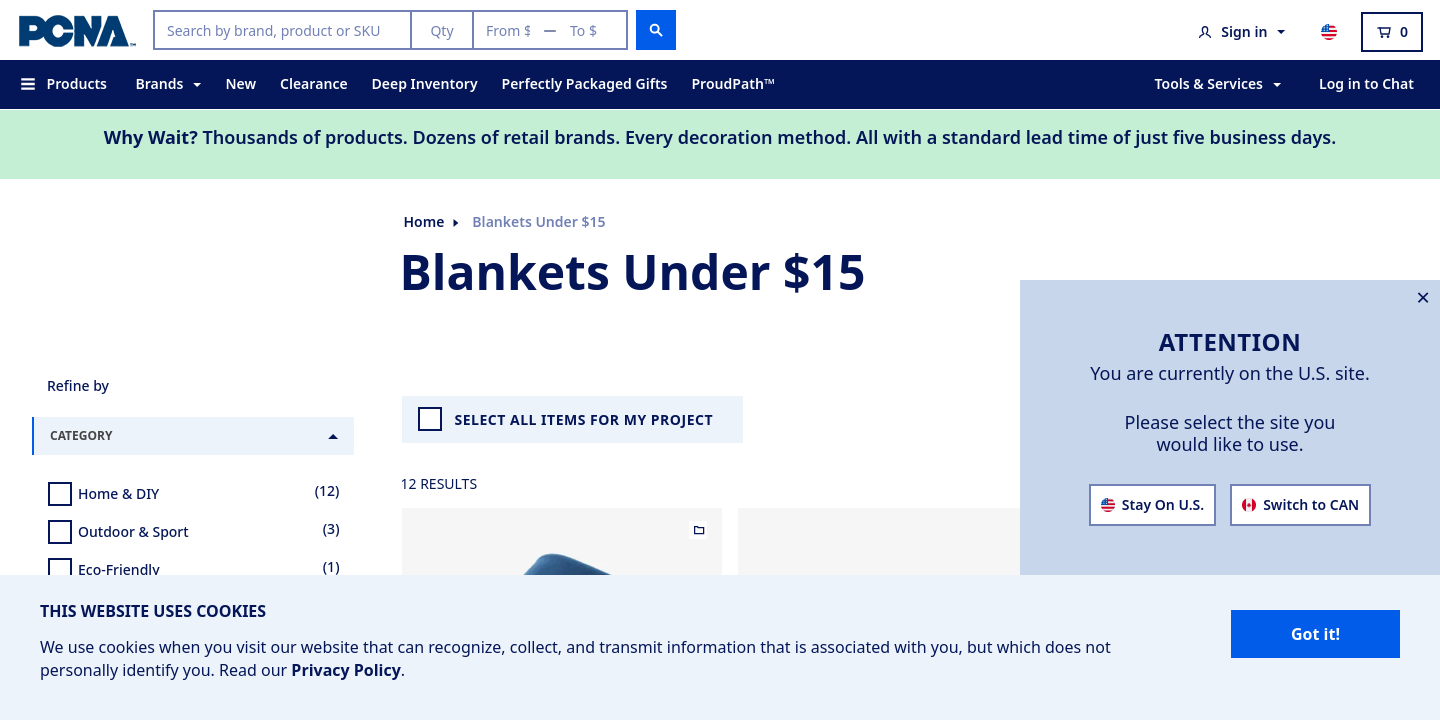 PCNA™
Search by brand, product or SKU
Qty
From $ — To $
Sign in
0
Products
Brands
New
Clearance
Deep Inventory
Perfectly Packaged Gifts
ProudPath™
Tools & Services
Log in to Chat
Why Wait? Thousands of products. Dozens of retail brands. Every decoration method. All with a standard lead time of just five business days.
Home
Blankets Under $15
Blankets Under $15
ATTENTION
You are currently on the U.S. site.
Please select the site you
would like to use.
Stay On U.S.
Switch to CAN
Refine by
CATEGORY
Home & DIY (12)
Outdoor & Sport (3)
Eco-Friendly (1)
SELECT ALL ITEMS FOR MY PROJECT
12 RESULTS
THIS WEBSITE USES COOKIES
We use cookies when you visit our website that can recognize, collect, and transmit information that is associated with you, but which does not
personally identify you. Read our Privacy Policy.
Got it!